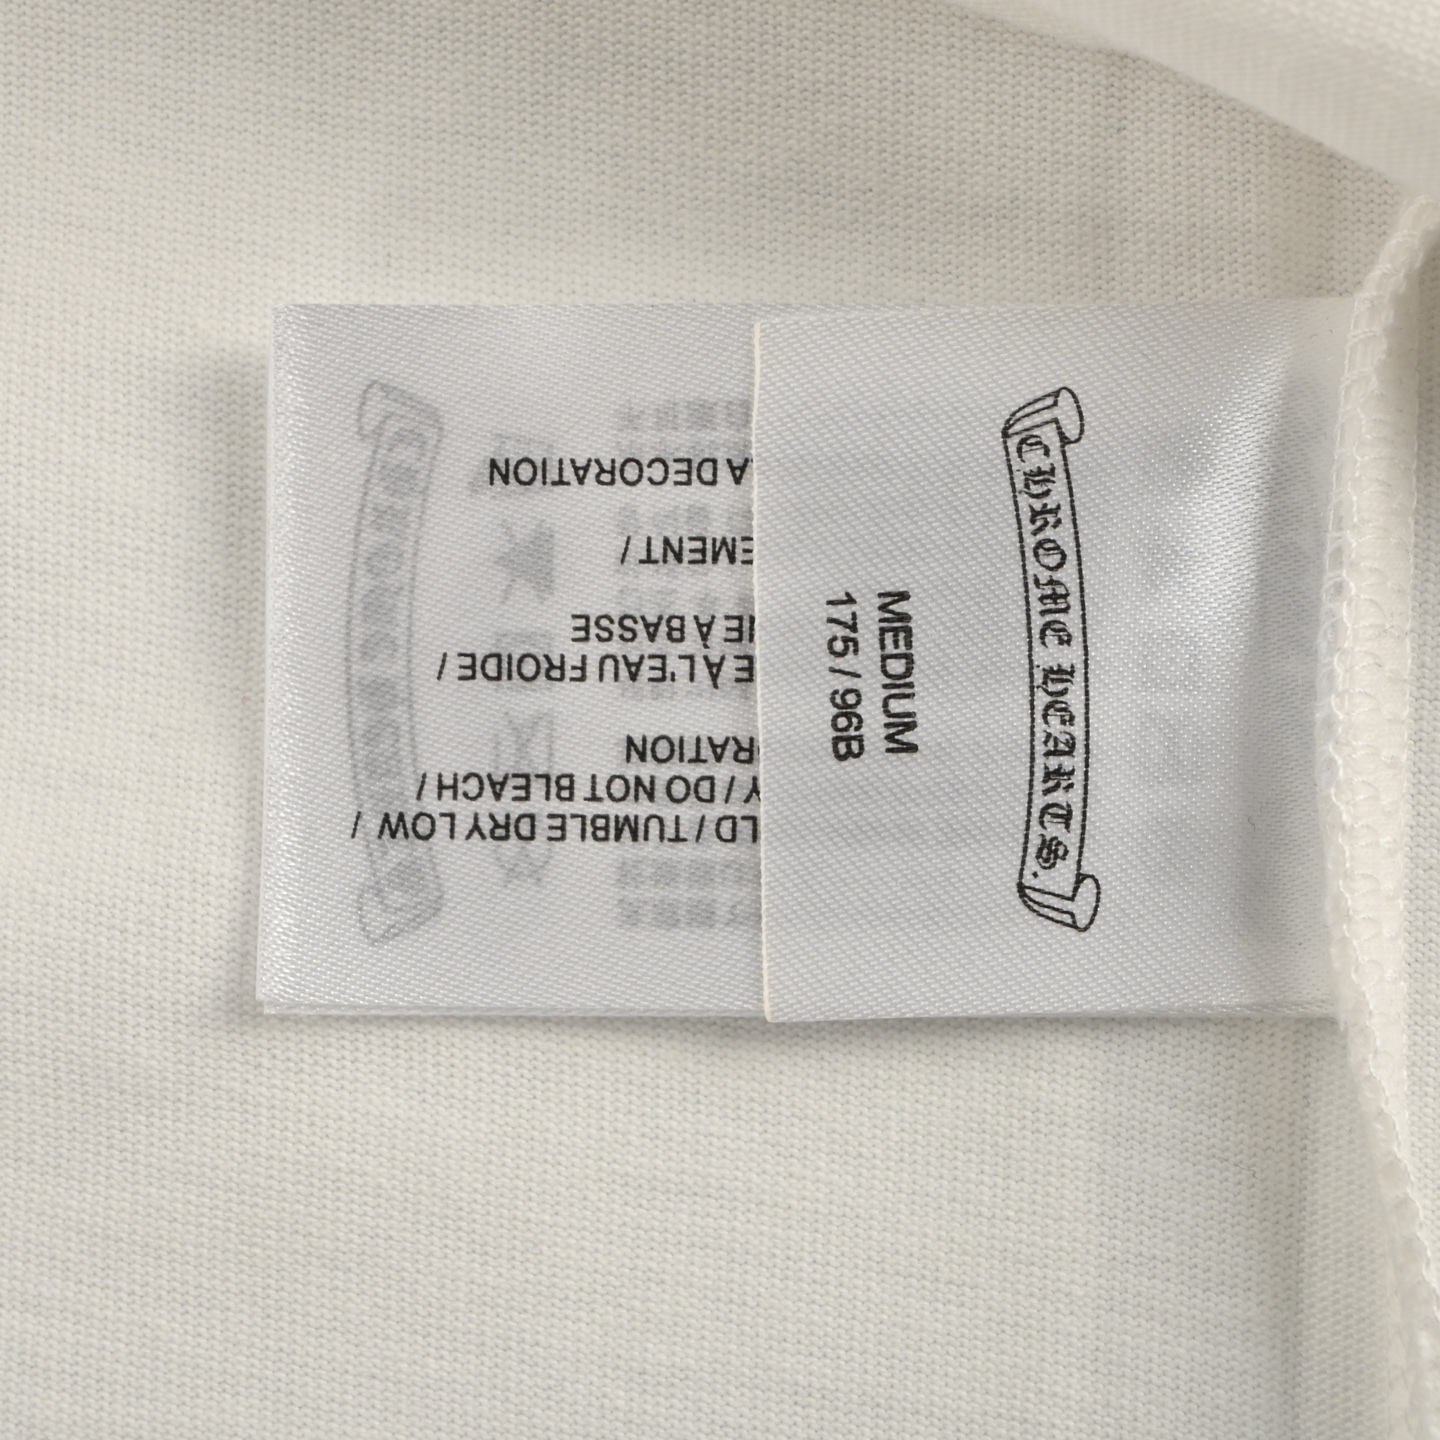 CHROME HEARTS.
MEDIUM
175 / 96B
LD / TUMBLE DRY LOW /
Y / DO NOT BLEACH /
RATION
E À L'EAU FROIDE /
IE À BASSE
EMENT /
A DECORATION